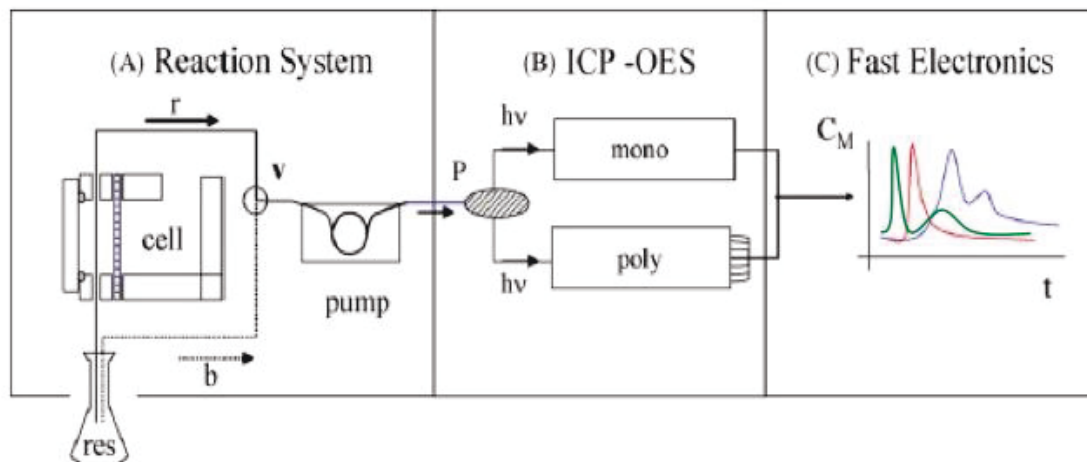 (A) Reaction System
(B) ICP -OES
(C) Fast Electronics
r
v
cell
pump
b
res
P
hν
mono
hν
poly
C_M
t